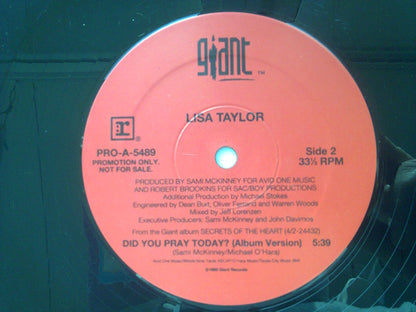 giant™
LISA TAYLOR
r®
PRO-A-5489
PROMOTION ONLY.
NOT FOR SALE.
Side 2
33⅓ RPM
PRODUCED BY SAMI McKINNEY FOR AVID ONE MUSIC
AND ROBERT BROOKINS FOR SAC/BOY PRODUCTIONS
Additional Production by Michael Stokes
Engineered by Dean Burt, Oliver and Warren Woods
Mixed by Jeff Lorenzen
Executive Producers: Sami McKinney and John Davimos
From the Giant album SECRETS OF THE HEART (4/2-24432)
DID YOU PRAY TODAY? (Album Version) 5:39
(Sami McKinney/Michael O'Hara)
Giant Records